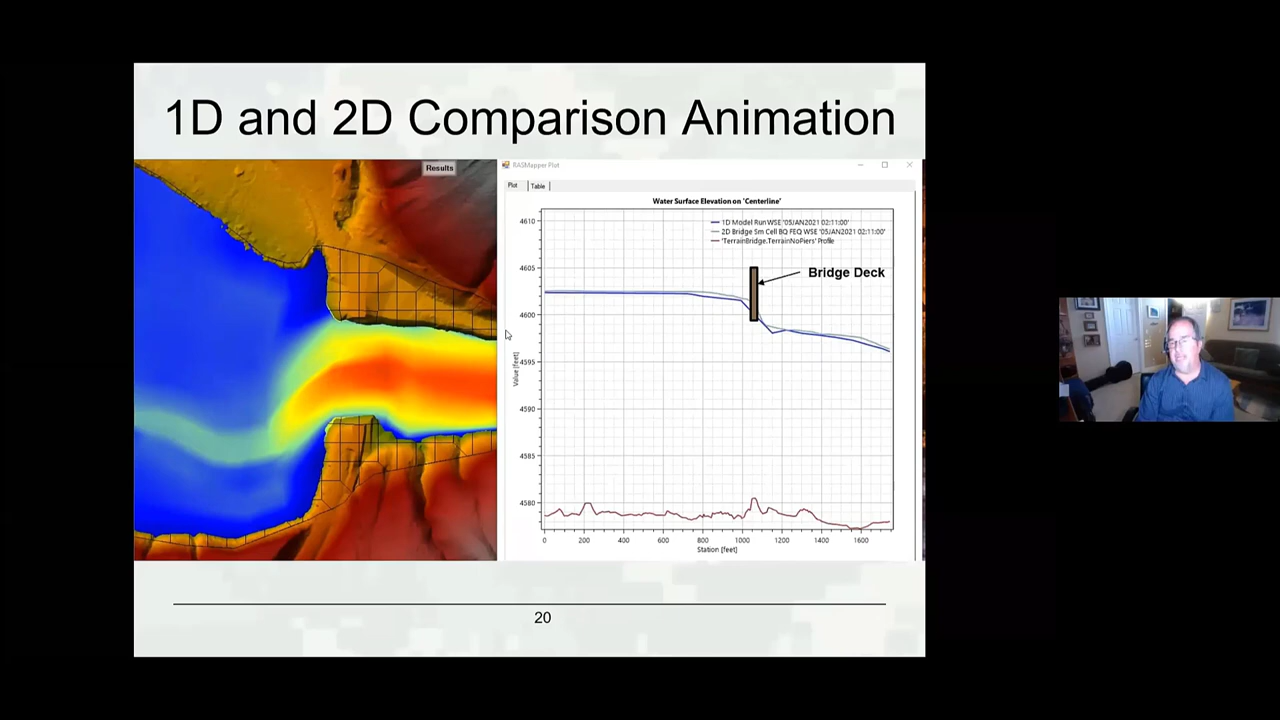 1D and 2D Comparison Animation
Results
RASMapper Plot
Plot
Table
Water Surface Elevation on 'Centerline'
1D Model Run WSE '05JAN2021 02:11:00'
2D Bridge Sm Cell BQ FEQ WSE '05JAN2021 02:11:00'
'TerrainBridge.TerrainNoPiers' Profile
Bridge Deck
4610
4605
4600
4595
4590
4585
4580
Value [feet]
0 200 400 600 800 1000 1200 1400 1600
Station [feet]
20